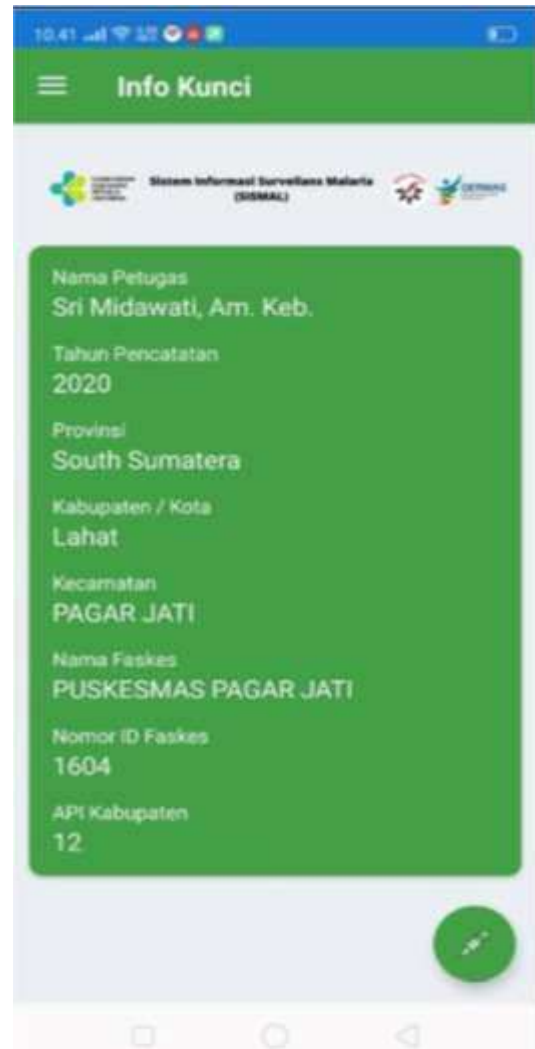 10.41
Info Kunci
Sistem Informasi Surveilans Malaria
(SISMAL)
GERMAS
Nama Petugas
Sri Midawati, Am. Keb.
Tahun Pencatatan
2020
Provinsi
South Sumatera
Kabupaten / Kota
Lahat
Kecamatan
PAGAR JATI
Nama Faskes
PUSKESMAS PAGAR JATI
Nomor ID Faskes
1604
API Kabupaten
12